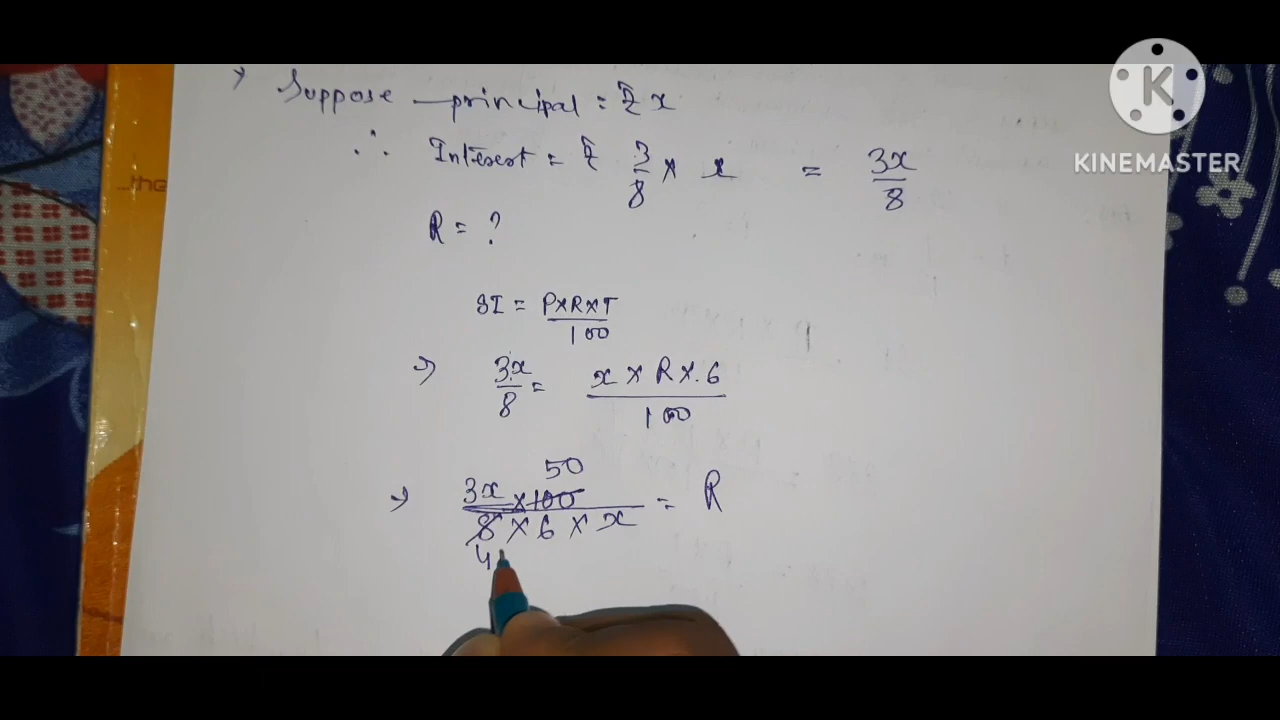 Suppose principal = ₹ x
∴ Interest = ₹ 3/8 × x = 3x/8
R = ?
SI = P×R×T/100
⇒ 3x/8 = x × R × 6/100
50
⇒ 3x × 100/8 × 6 × x = R
4
the
K
KINEMASTER